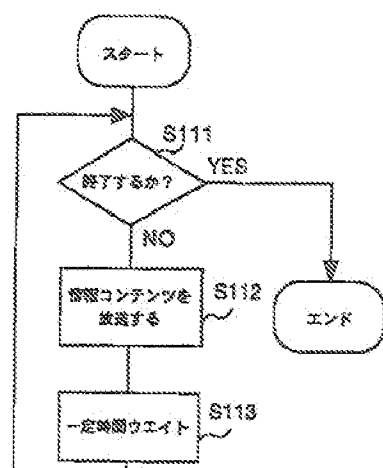 スタート
S111
終了するか?
YES
NO
情報コンテンツを
放送する
S112
エンド
一定時間ウエイト
S113